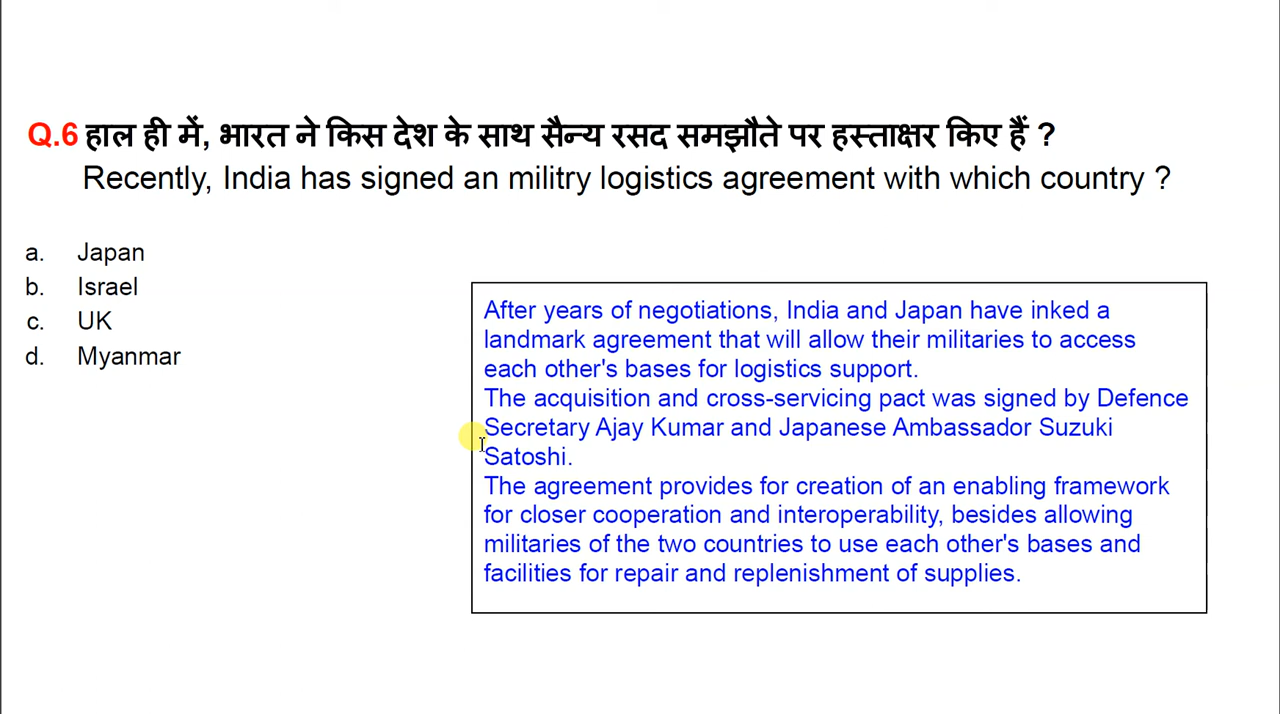 Q.6 हाल ही में, भारत ने किस देश के साथ सैन्य रसद समझौते पर हस्ताक्षर किए हैं ?
Recently, India has signed an militry logistics agreement with which country ?
a. Japan
b. Israel
c. UK
d. Myanmar
After years of negotiations, India and Japan have inked a
landmark agreement that will allow their militaries to access
each other's bases for logistics support.
The acquisition and cross-servicing pact was signed by Defence
Secretary Ajay Kumar and Japanese Ambassador Suzuki
Satoshi.
The agreement provides for creation of an enabling framework
for closer cooperation and interoperability, besides allowing
militaries of the two countries to use each other's bases and
facilities for repair and replenishment of supplies.